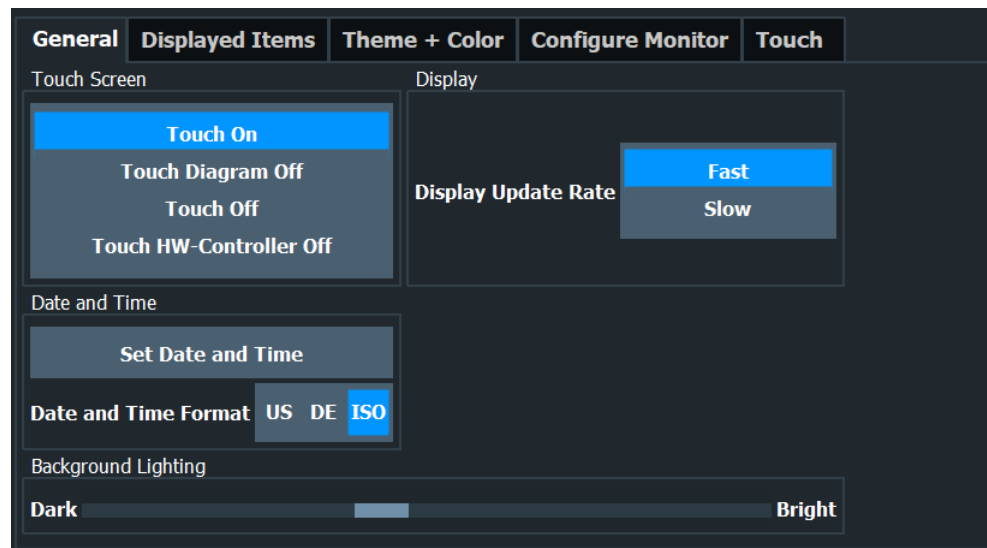 General Displayed Items Theme + Color Configure Monitor Touch
Touch Screen
Touch On
Touch Diagram Off
Touch Off
Touch HW-Controller Off
Display
Display Update Rate
Fast
Slow
Date and Time
Set Date and Time
Date and Time Format US DE ISO
Background Lighting
Dark Bright